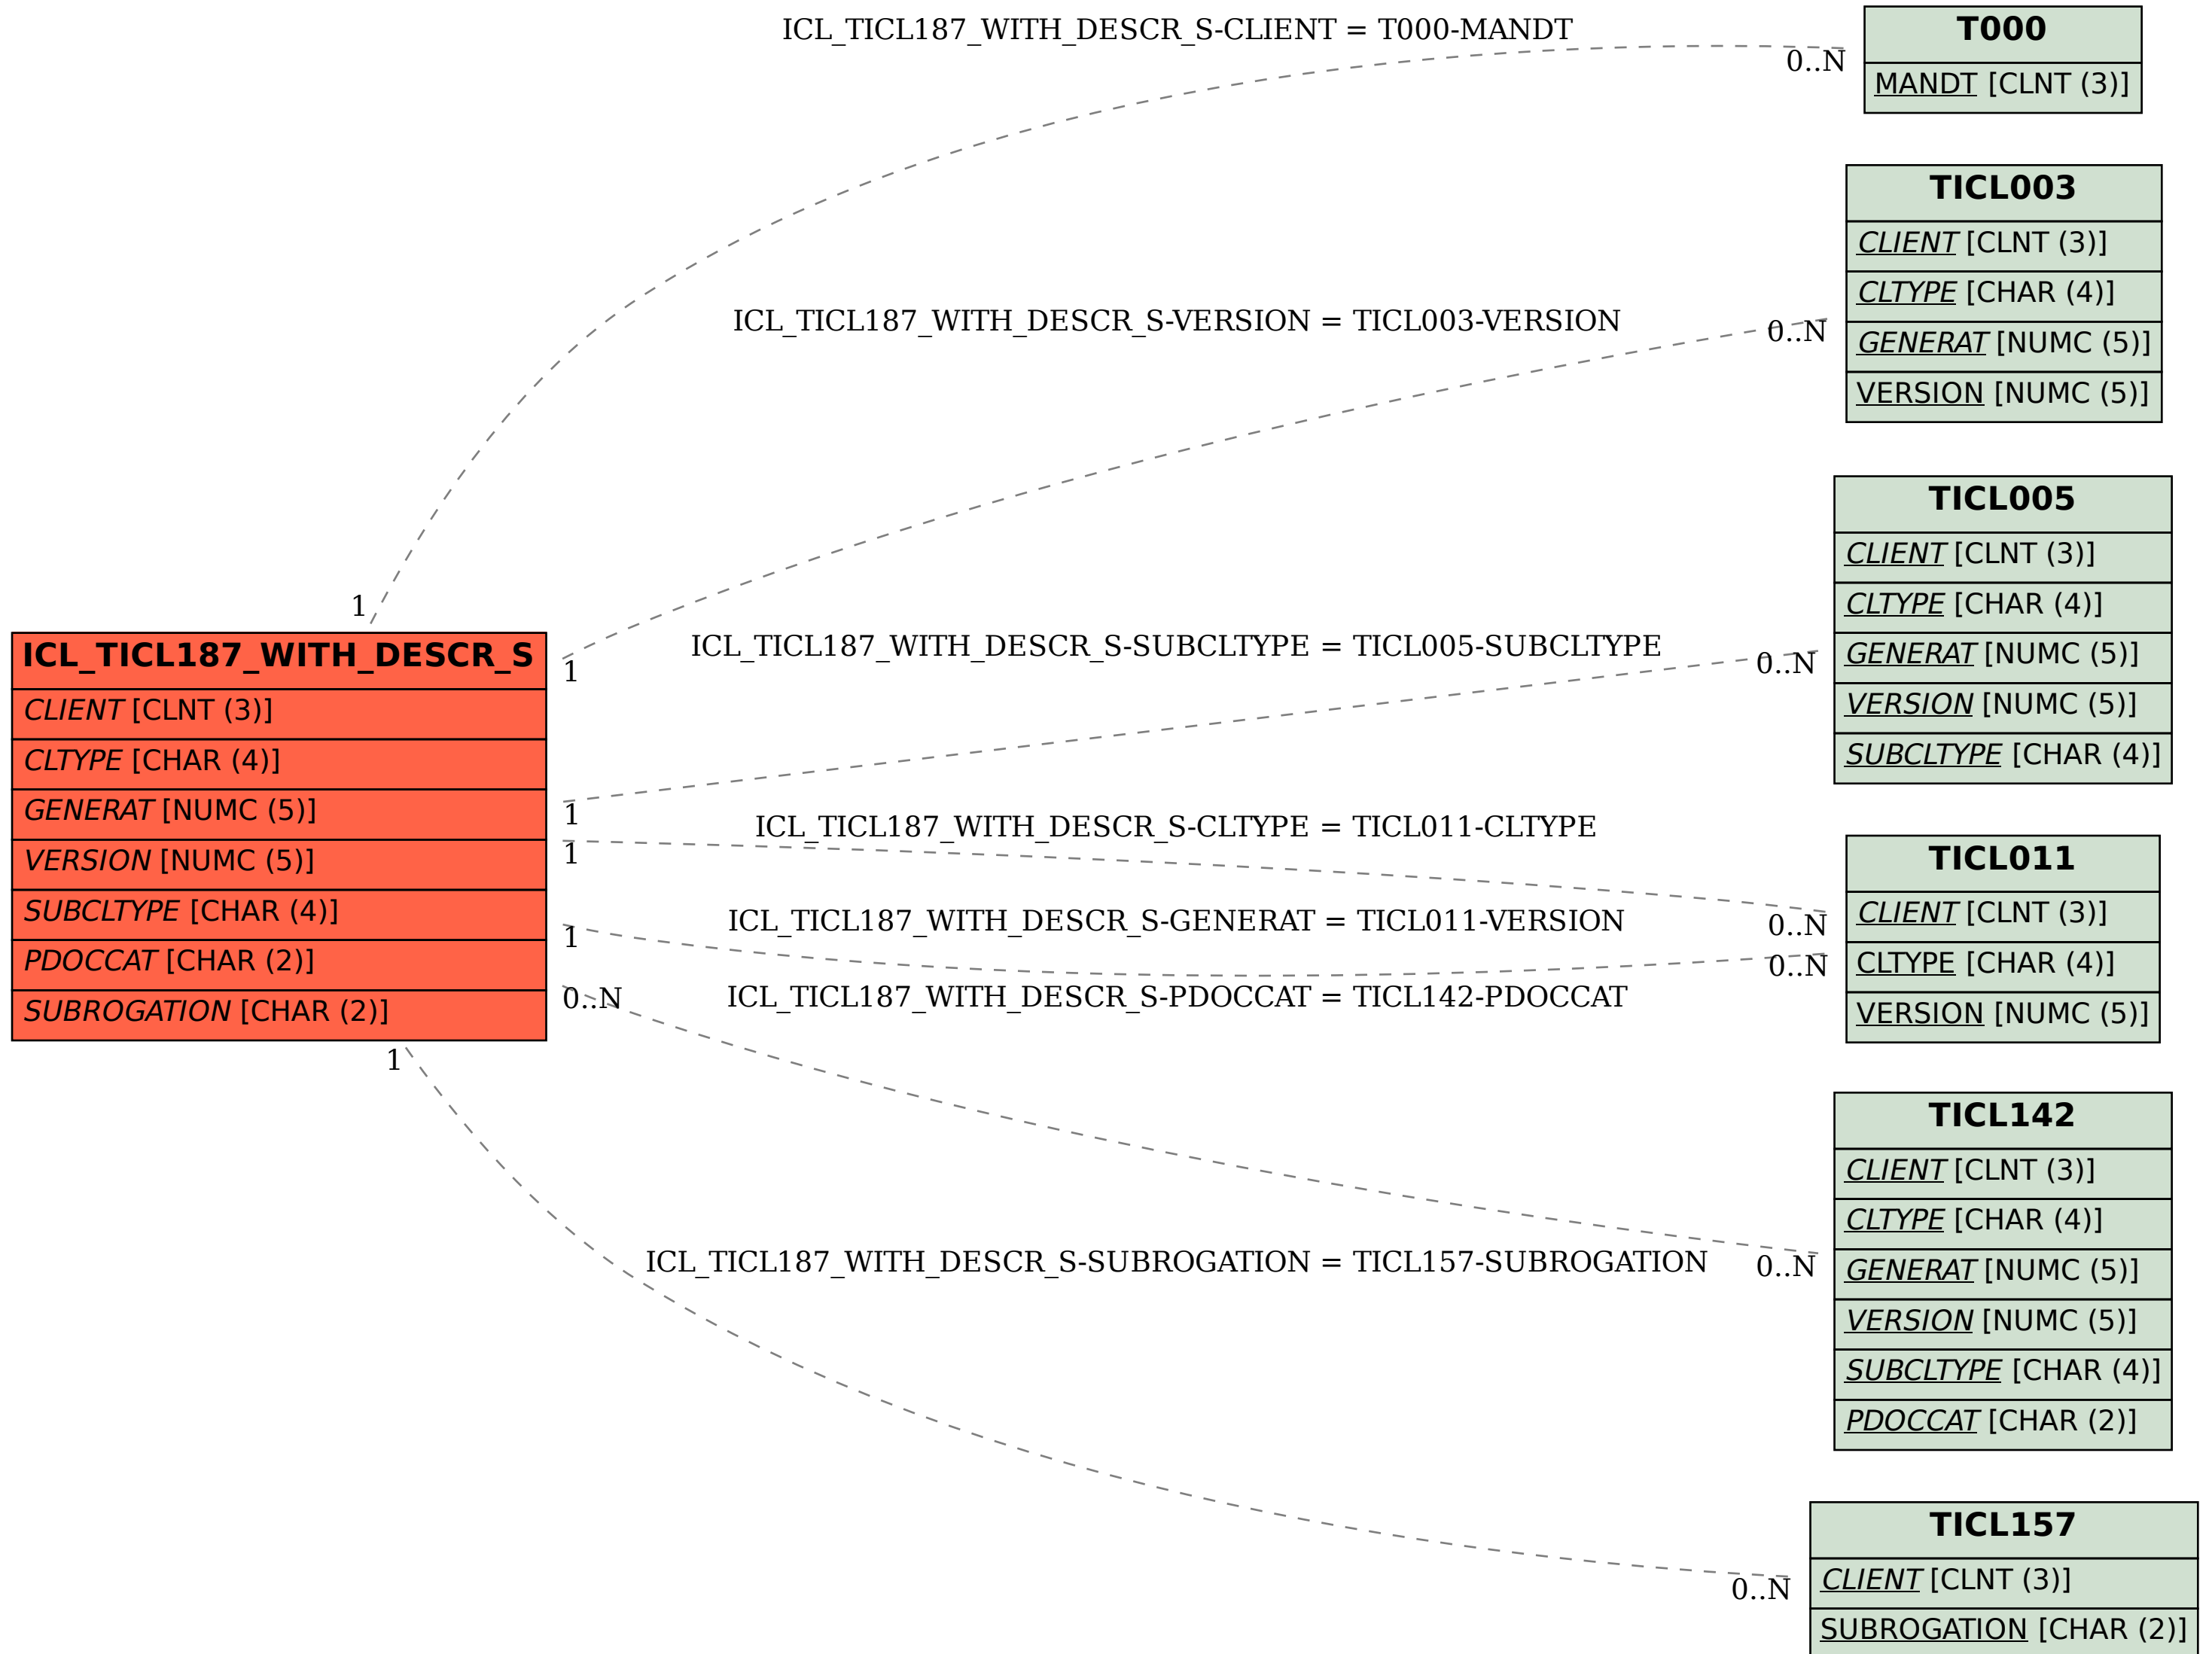 ICL_TICL187_WITH_DESCR_S-CLIENT = T000-MANDT
0..N
1
T000
MANDT [CLNT (3)]
ICL_TICL187_WITH_DESCR_S-VERSION = TICL003-VERSION
0..N
1
TICL003
CLIENT [CLNT (3)]
CLTYPE [CHAR (4)]
GENERAT [NUMC (5)]
VERSION [NUMC (5)]
ICL_TICL187_WITH_DESCR_S-SUBCLTYPE = TICL005-SUBCLTYPE
0..N
1
TICL005
CLIENT [CLNT (3)]
CLTYPE [CHAR (4)]
GENERAT [NUMC (5)]
VERSION [NUMC (5)]
SUBCLTYPE [CHAR (4)]
ICL_TICL187_WITH_DESCR_S
CLIENT [CLNT (3)]
CLTYPE [CHAR (4)]
GENERAT [NUMC (5)]
VERSION [NUMC (5)]
SUBCLTYPE [CHAR (4)]
PDOCCAT [CHAR (2)]
SUBROGATION [CHAR (2)]
ICL_TICL187_WITH_DESCR_S-CLTYPE = TICL011-CLTYPE
1
0..N
ICL_TICL187_WITH_DESCR_S-GENERAT = TICL011-VERSION
1
0..N
TICL011
CLIENT [CLNT (3)]
CLTYPE [CHAR (4)]
VERSION [NUMC (5)]
ICL_TICL187_WITH_DESCR_S-PDOCCAT = TICL142-PDOCCAT
0..N
0..N
TICL142
CLIENT [CLNT (3)]
CLTYPE [CHAR (4)]
GENERAT [NUMC (5)]
VERSION [NUMC (5)]
SUBCLTYPE [CHAR (4)]
PDOCCAT [CHAR (2)]
ICL_TICL187_WITH_DESCR_S-SUBROGATION = TICL157-SUBROGATION
1
0..N
TICL157
CLIENT [CLNT (3)]
SUBROGATION [CHAR (2)]